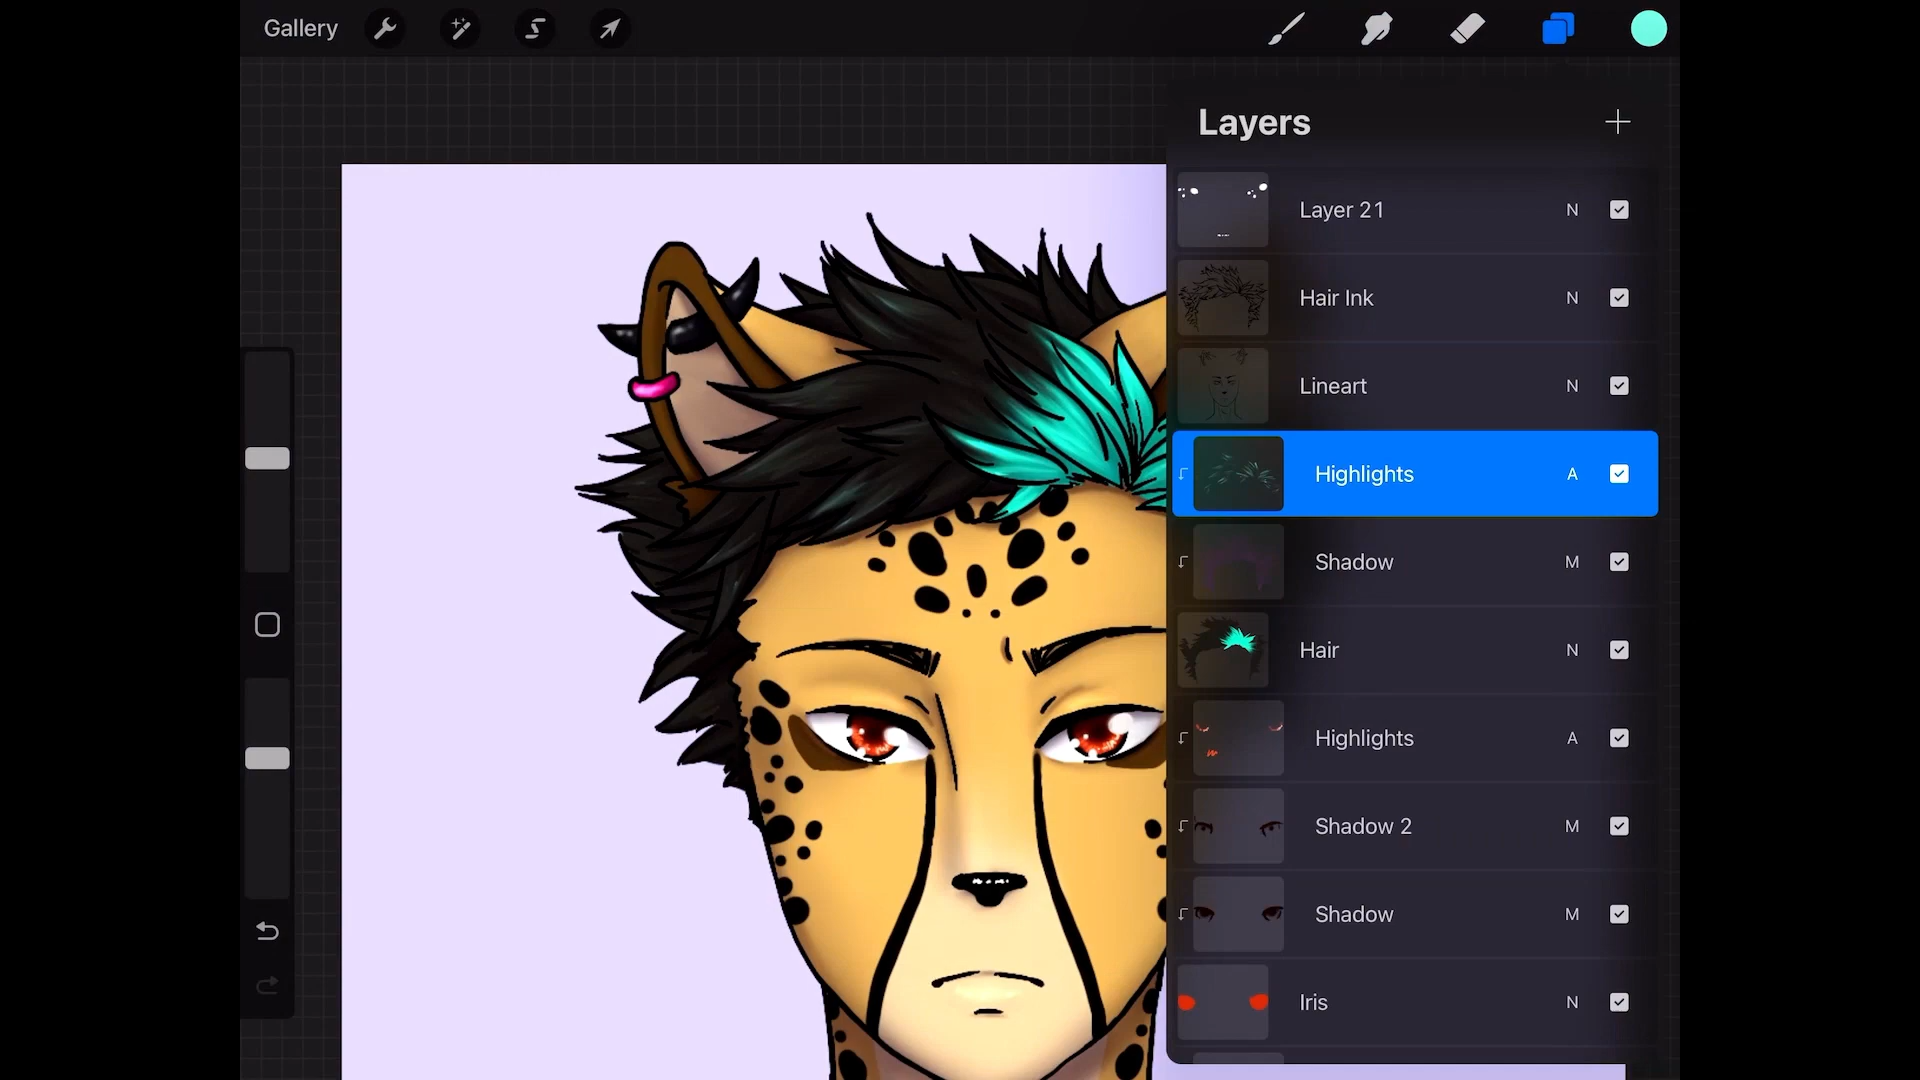 Gallery
Layers
Layer 21 N
Hair Ink N
Lineart N
Highlights A
Shadow M
Hair N
Highlights A
Shadow 2 M
Shadow M
Iris N